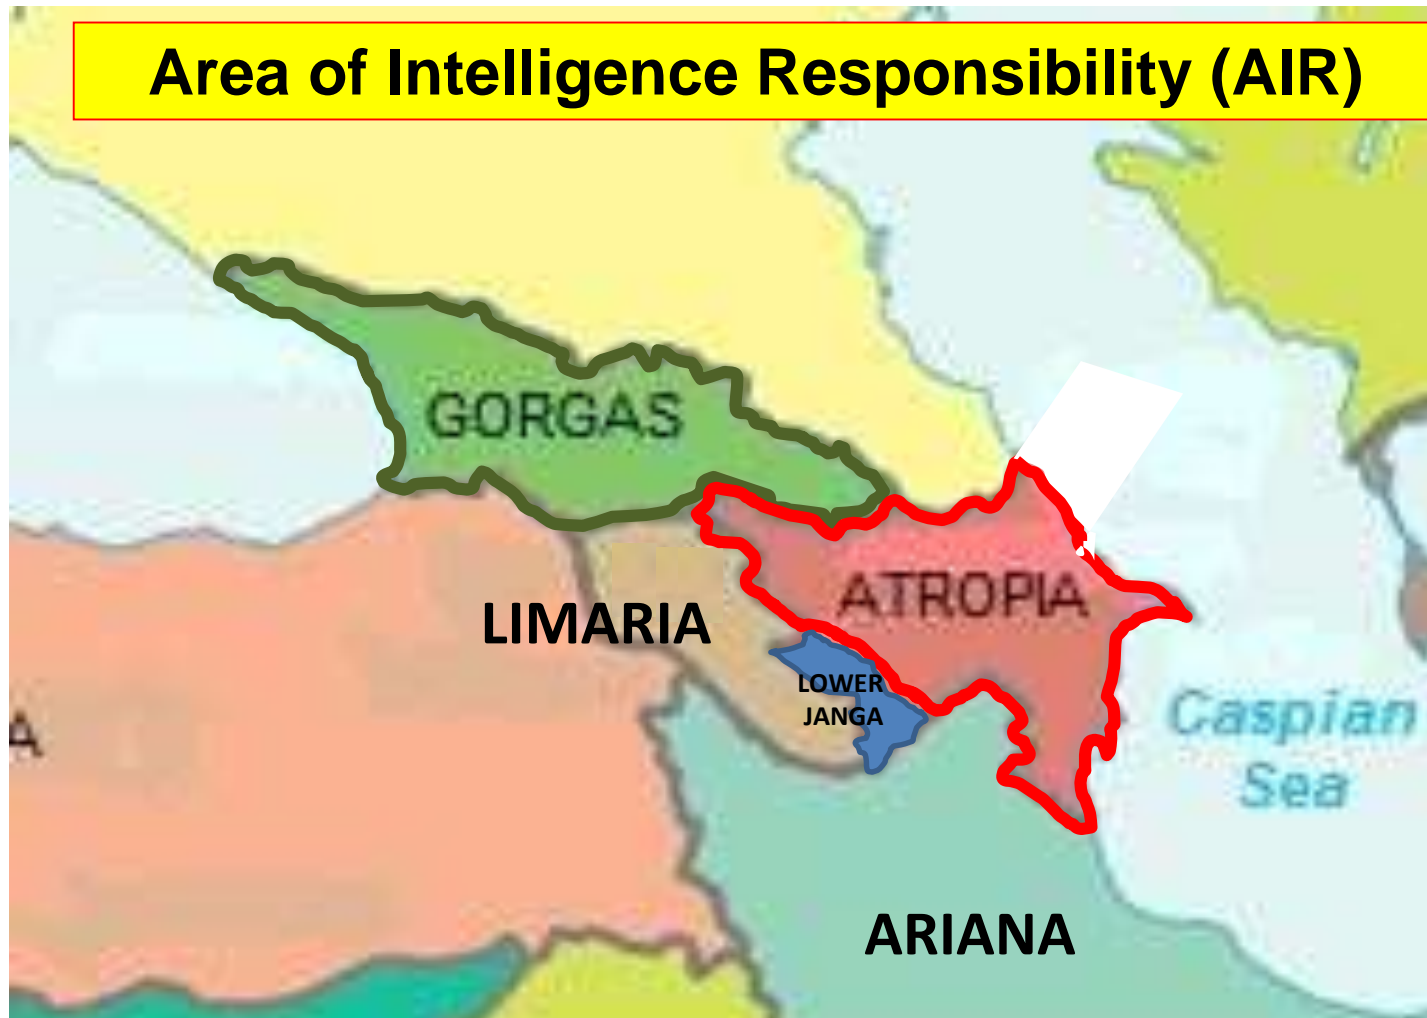 Area of Intelligence Responsibility (AIR)
GORGAS
ATROPIA
LIMARIA
LOWER
JANGA
Caspian
Sea
A
ARIANA